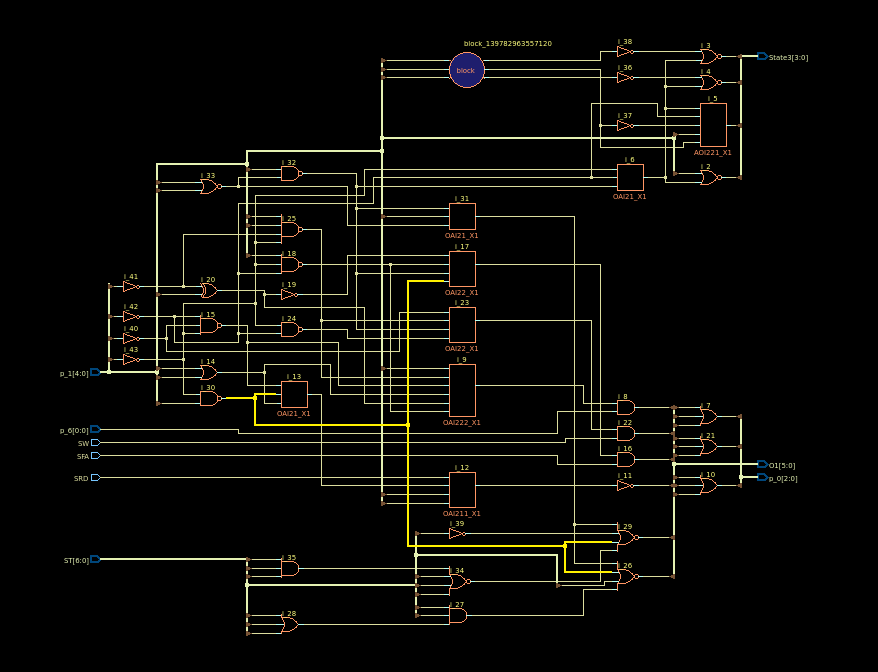 block_139782963557120
i_38
i_3
State3[3:0]
block
i_36
i_4
i_5
i_37
AOI221_X1
i_32
i_6
i_2
i_33
OAI21_X1
i_31
i_25
OAI21_X1
i_18
i_17
i_41
i_20
i_19
OAI22_X1
i_42
i_15
i_24
i_23
i_40
OAI22_X1
i_43
i_14
i_9
p_1[4:0]
i_13
i_30
i_8
i_7
OAI21_X1
OAI222_X1
p_6[0:0]
i_22
i_21
SW
SFA
i_16
O1[5:0]
SRD
i_12
i_11
i_10
p_0[2:0]
OAI211_X1
i_39
i_29
ST[6:0]
i_35
i_34
i_26
i_28
i_27